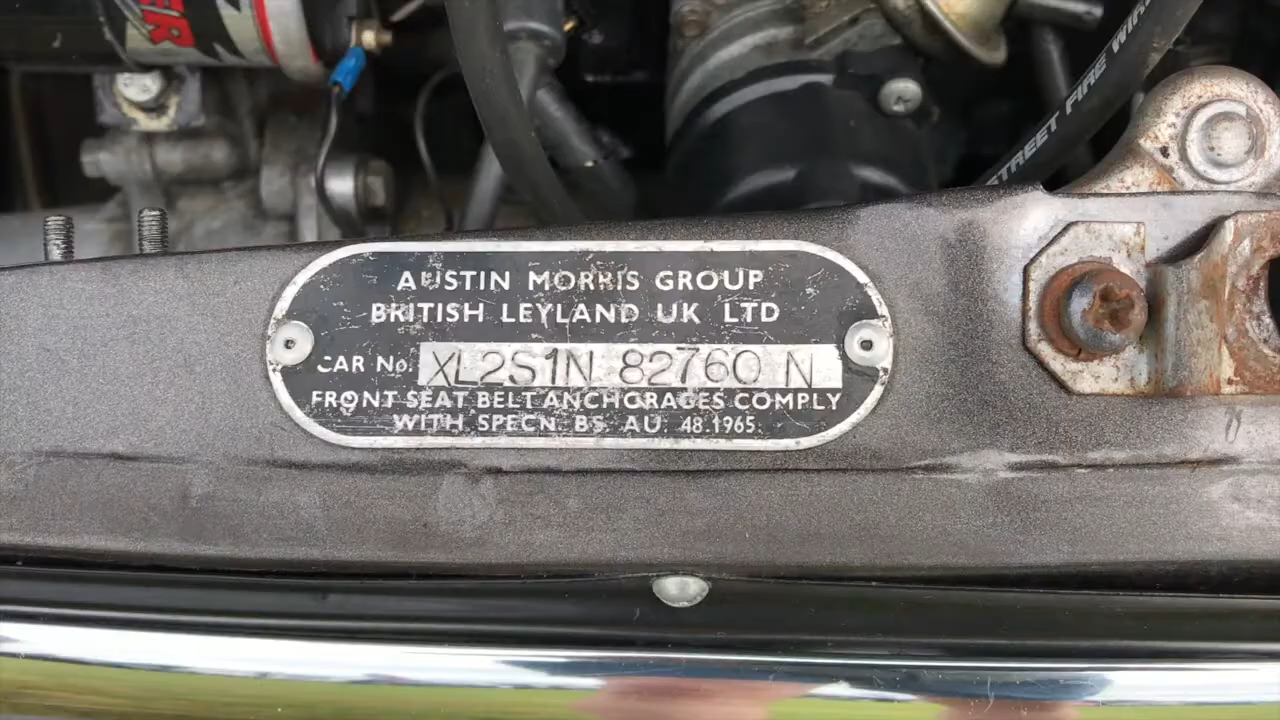 AUSTIN MORRIS GROUP
BRITISH LEYLAND UK LTD
CAR No. XL2S1N 82760 N
FRONT SEAT BELT ANCHORAGES COMPLY
WITH SPECN. BS. AU. 48.1965.
STREET FIRE WIR